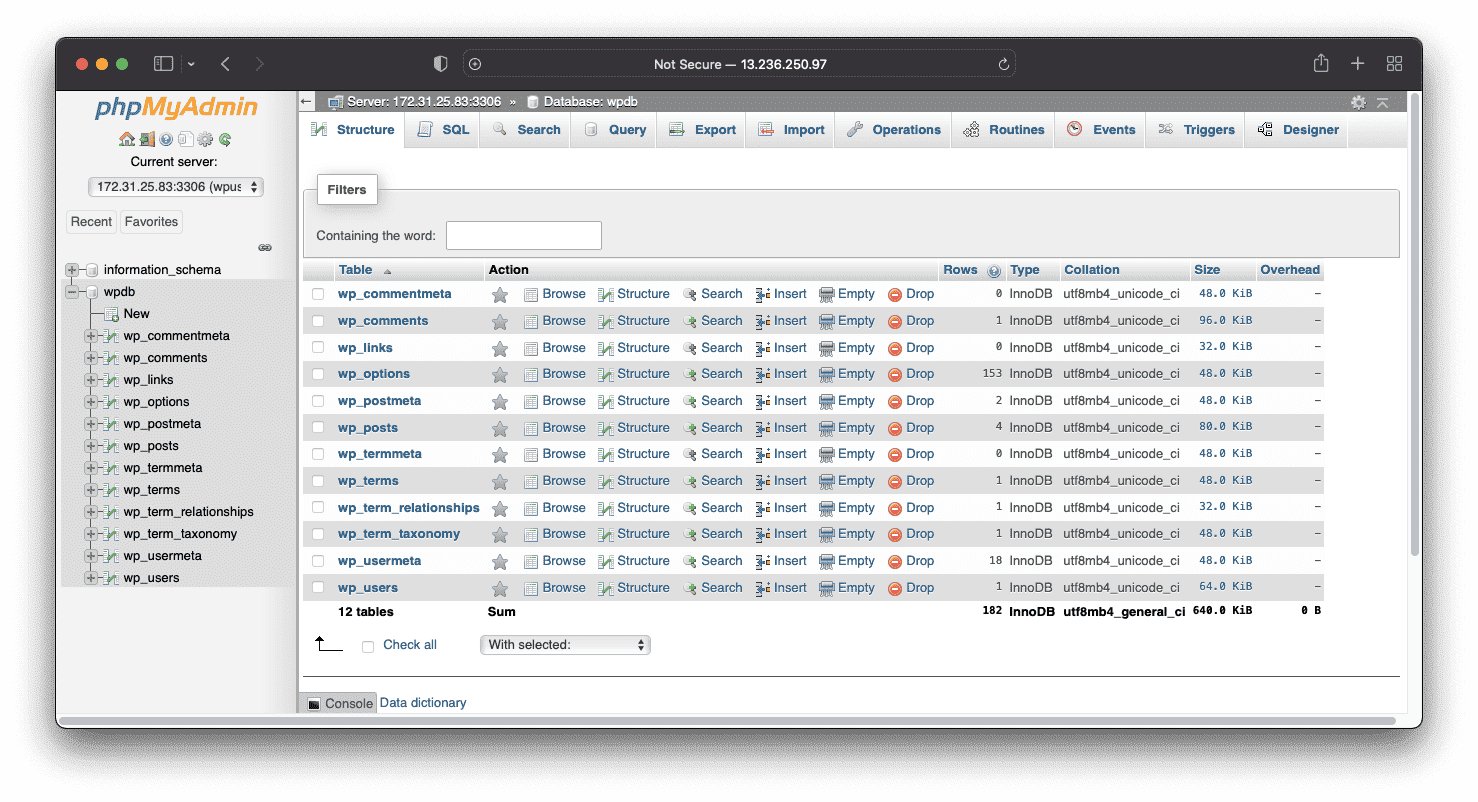 Not Secure — 13.236.250.97
phpMyAdmin
Current server:
172.31.25.83:3306 (wpus
Recent Favorites
information_schema
wpdb
New
wp_commentmeta
wp_comments
wp_links
wp_options
wp_postmeta
wp_posts
wp_termmeta
wp_terms
wp_term_relationships
wp_term_taxonomy
wp_usermeta
wp_users
Server: 172.31.25.83:3306 » Database: wpdb
Structure SQL Search Query Export Import Operations Routines Events Triggers Designer
Filters
Containing the word:
Table Action Rows Type Collation Size Overhead
wp_commentmeta Browse Structure Search Insert Empty Drop 0 InnoDB utf8mb4_unicode_ci 48.0 KiB –
wp_comments Browse Structure Search Insert Empty Drop 1 InnoDB utf8mb4_unicode_ci 96.0 KiB –
wp_links Browse Structure Search Insert Empty Drop 0 InnoDB utf8mb4_unicode_ci 32.0 KiB –
wp_options Browse Structure Search Insert Empty Drop 153 InnoDB utf8mb4_unicode_ci 48.0 KiB –
wp_postmeta Browse Structure Search Insert Empty Drop 2 InnoDB utf8mb4_unicode_ci 48.0 KiB –
wp_posts Browse Structure Search Insert Empty Drop 4 InnoDB utf8mb4_unicode_ci 80.0 KiB –
wp_termmeta Browse Structure Search Insert Empty Drop 0 InnoDB utf8mb4_unicode_ci 48.0 KiB –
wp_terms Browse Structure Search Insert Empty Drop 1 InnoDB utf8mb4_unicode_ci 48.0 KiB –
wp_term_relationships Browse Structure Search Insert Empty Drop 1 InnoDB utf8mb4_unicode_ci 32.0 KiB –
wp_term_taxonomy Browse Structure Search Insert Empty Drop 1 InnoDB utf8mb4_unicode_ci 48.0 KiB –
wp_usermeta Browse Structure Search Insert Empty Drop 18 InnoDB utf8mb4_unicode_ci 48.0 KiB –
wp_users Browse Structure Search Insert Empty Drop 1 InnoDB utf8mb4_unicode_ci 64.0 KiB –
12 tables Sum 182 InnoDB utf8mb4_general_ci 640.0 KiB 0 B
Check all With selected:
Console Data dictionary